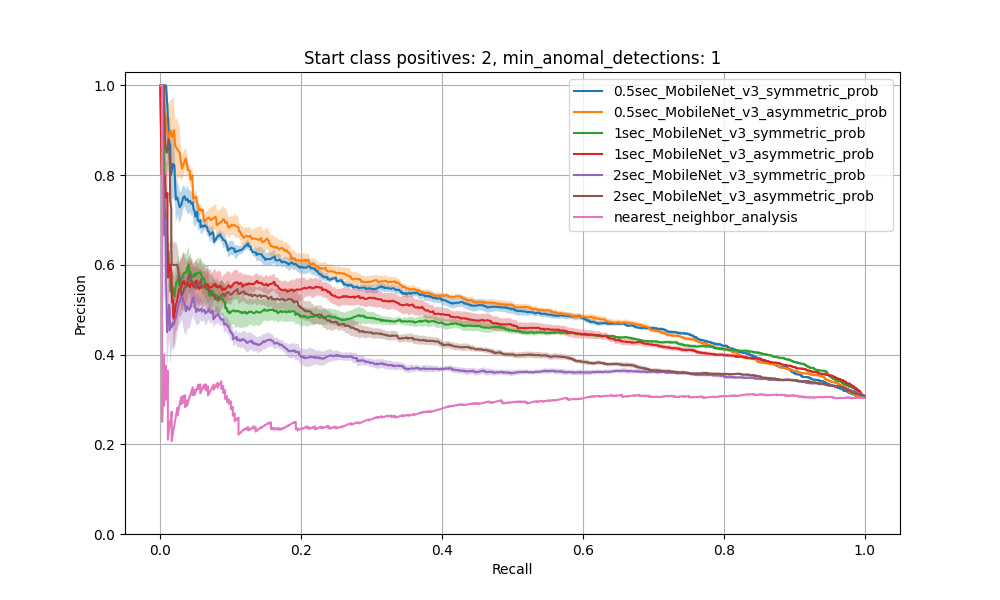 Start class positives: 2, min_anomal_detections: 1
1.0
0.8
0.6
0.4
0.2
0.0
Precision
0.5sec_MobileNet_v3_symmetric_prob
0.5sec_MobileNet_v3_asymmetric_prob
1sec_MobileNet_v3_symmetric_prob
1sec_MobileNet_v3_asymmetric_prob
2sec_MobileNet_v3_symmetric_prob
2sec_MobileNet_v3_asymmetric_prob
nearest_neighbor_analysis
0.0 0.2 0.4 0.6 0.8 1.0
Recall